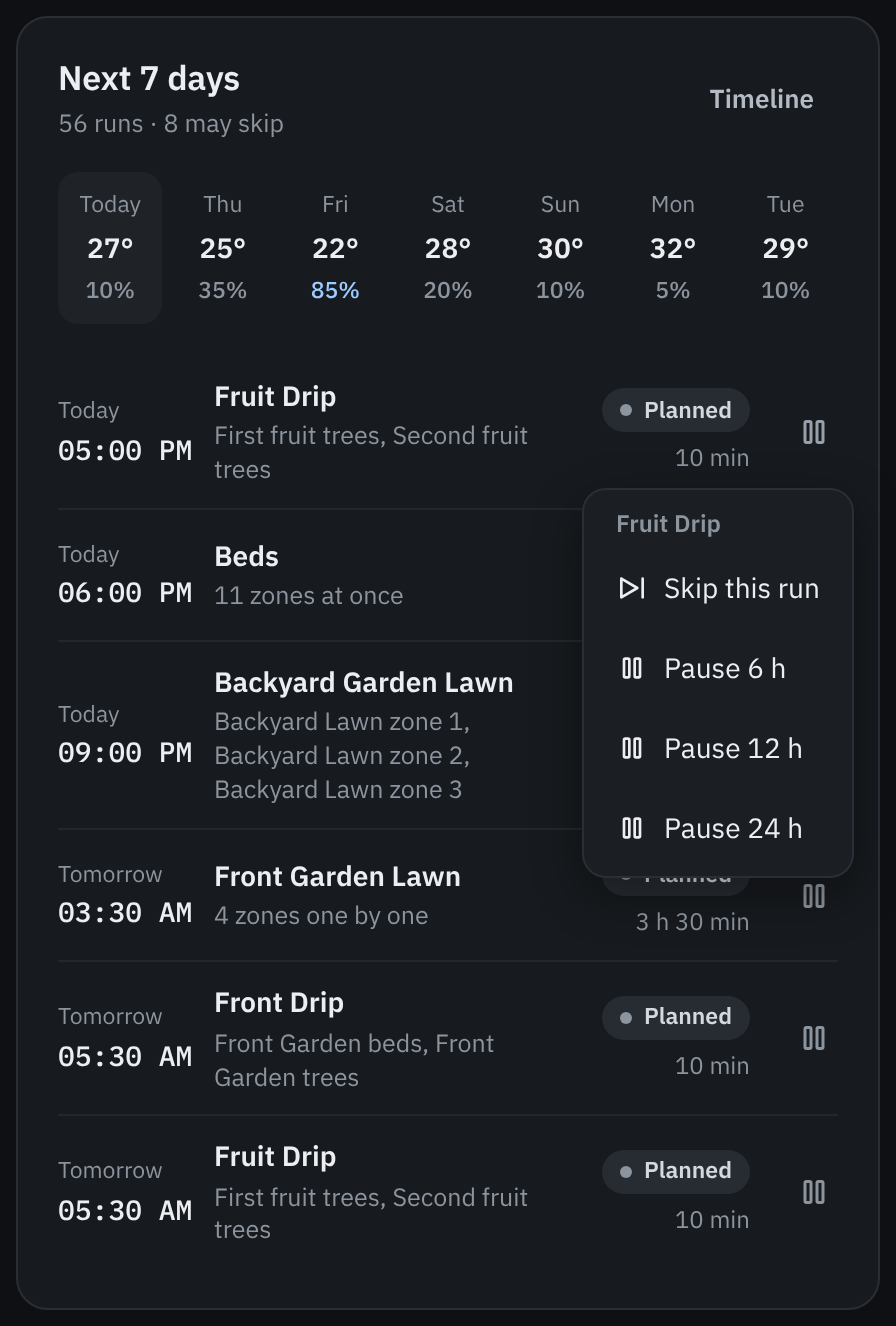 Next 7 days
56 runs · 8 may skip
Timeline
Today Thu Fri Sat Sun Mon Tue
27° 25° 22° 28° 30° 32° 29°
10% 35% 85% 20% 10% 5% 10%
Today
05:00 PM
Fruit Drip
First fruit trees, Second fruit
trees
Planned
10 min
Today
06:00 PM
Beds
11 zones at once
Today
09:00 PM
Backyard Garden Lawn
Backyard Lawn zone 1,
Backyard Lawn zone 2,
Backyard Lawn zone 3
Fruit Drip
Skip this run
Pause 6 h
Pause 12 h
Pause 24 h
Tomorrow
03:30 AM
Front Garden Lawn
4 zones one by one
Planned
3 h 30 min
Tomorrow
05:30 AM
Front Drip
Front Garden beds, Front
Garden trees
Planned
10 min
Tomorrow
05:30 AM
Fruit Drip
First fruit trees, Second fruit
trees
Planned
10 min